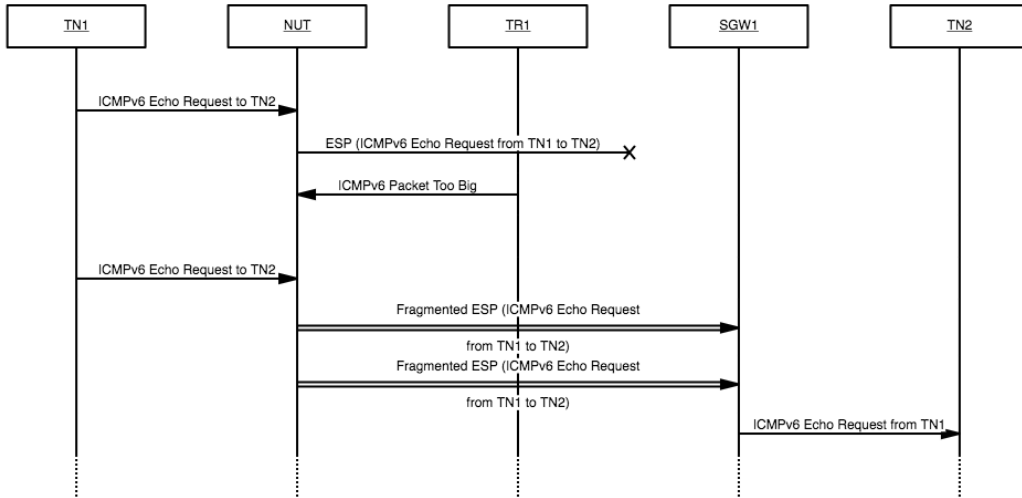 TN1
NUT
TR1
SGW1
TN2
ICMPv6 Echo Request to TN2
ESP (ICMPv6 Echo Request from TN1 to TN2)
ICMPv6 Packet Too Big
ICMPv6 Echo Request to TN2
Fragmented ESP (ICMPv6 Echo Request
from TN1 to TN2)
Fragmented ESP (ICMPv6 Echo Request
from TN1 to TN2)
ICMPv6 Echo Request from TN1